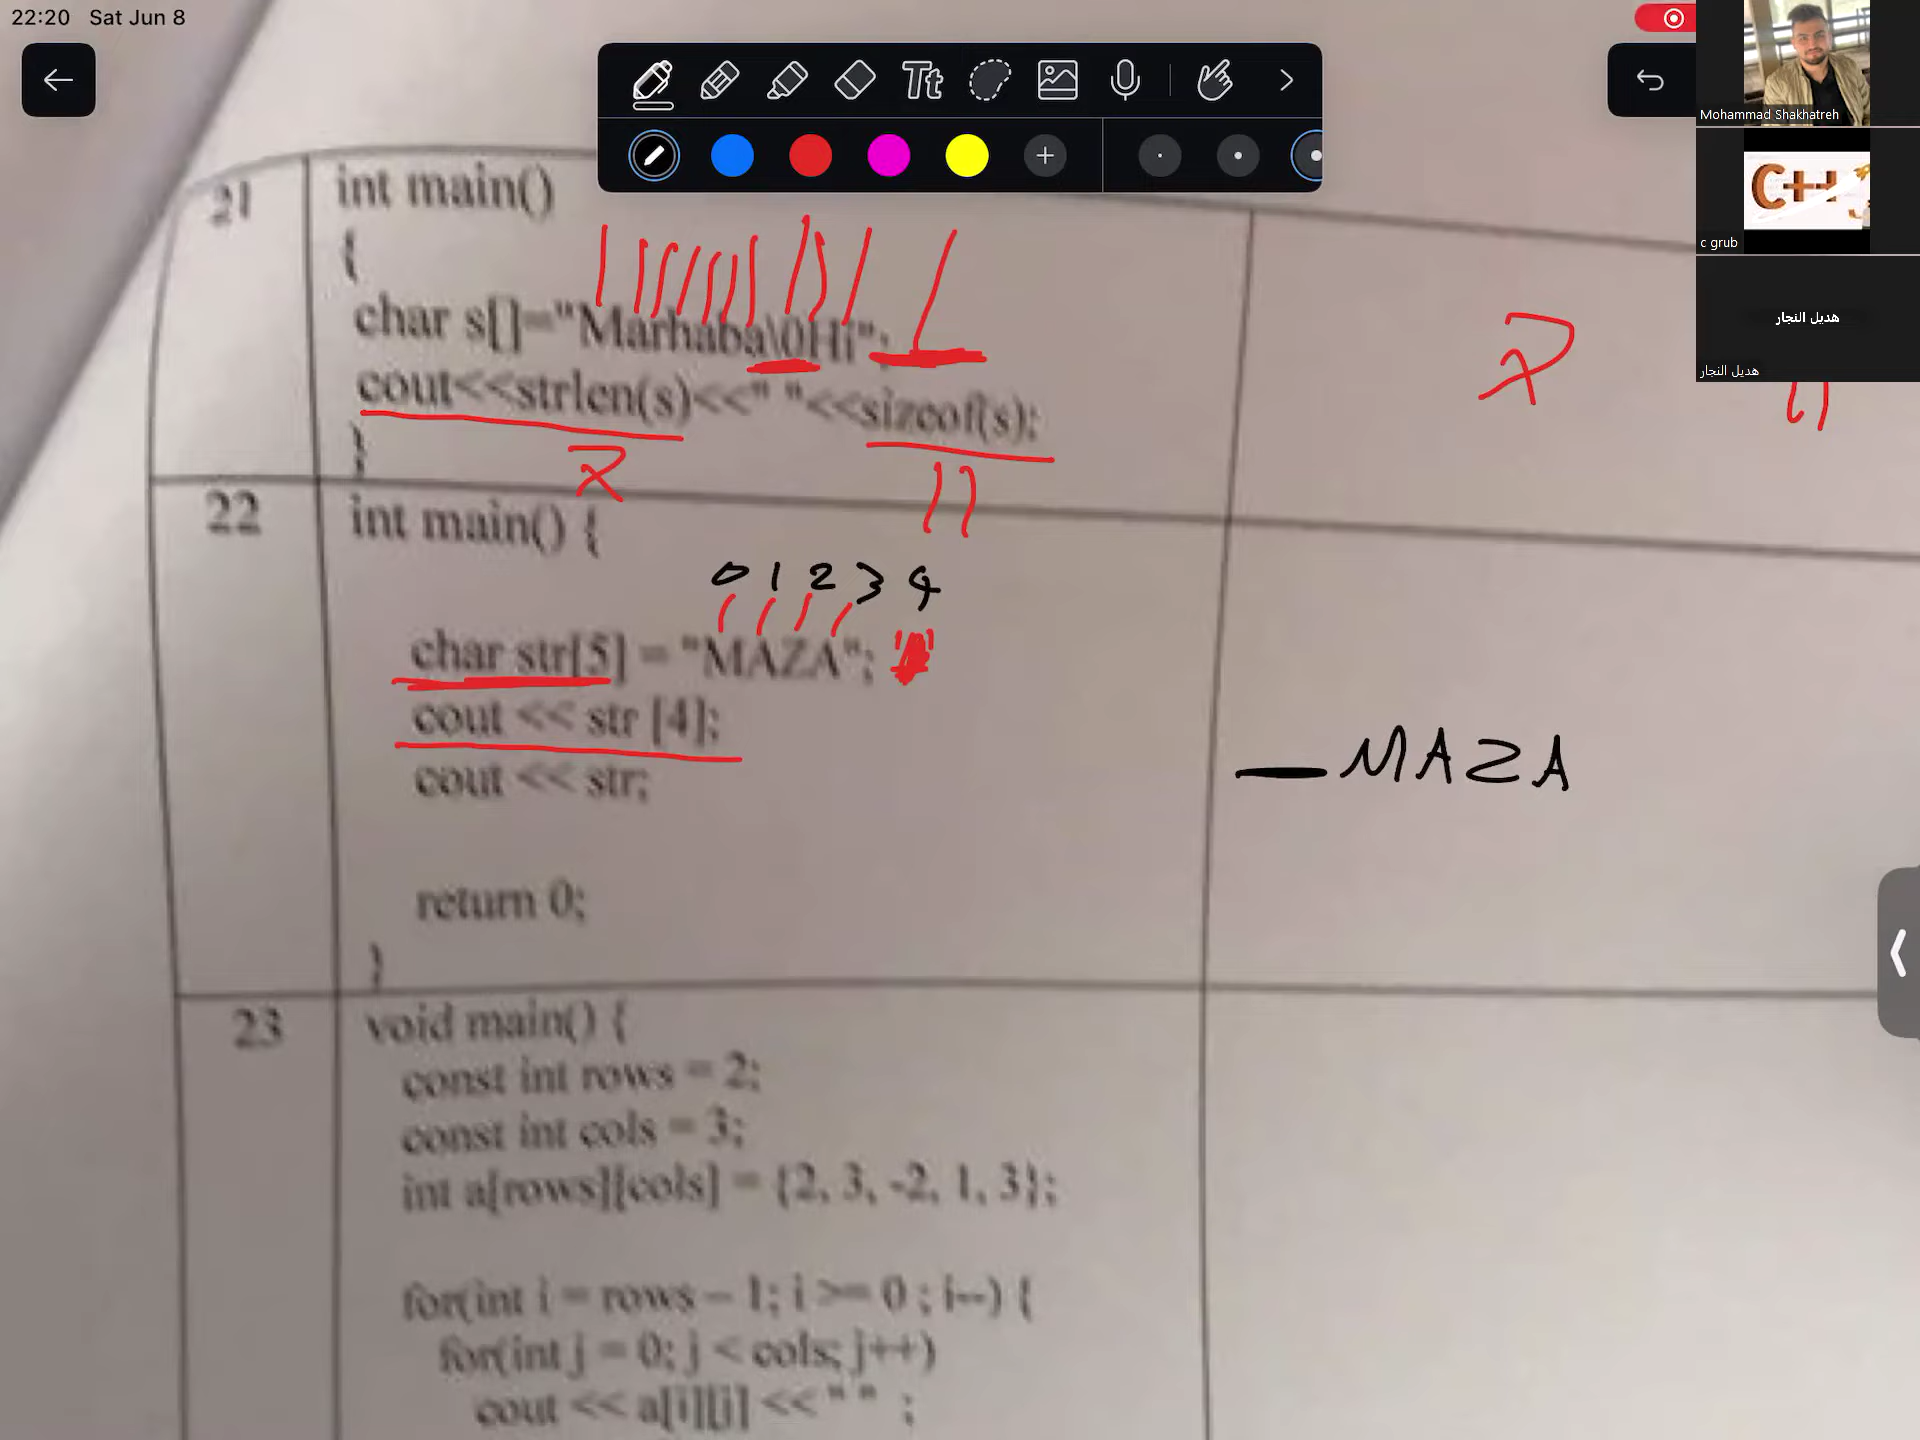 22:20 Sat Jun 8
Tt
Mohammad Shakhatreh
C++
c grub
هديل النجار
هديل النجار
21
int main()
{
char s[]="Marhaba\0Hi";
cout<<strlen(s)<<" "<<sizeof(s);
}
7
11
7
11
22
int main() {
0 1 2 3 4
char str[5] = "MAZA";
cout << str [4];
cout << str;
return 0;
}
MAZA
23
void main() {
const int rows = 2;
const int cols = 3;
int a[rows][cols] = {2, 3, -2, 1, 3};
for(int i = rows - 1; i >= 0 ; i--) {
for(int j = 0; j < cols; j++)
cout << a[i][j] << " " ;